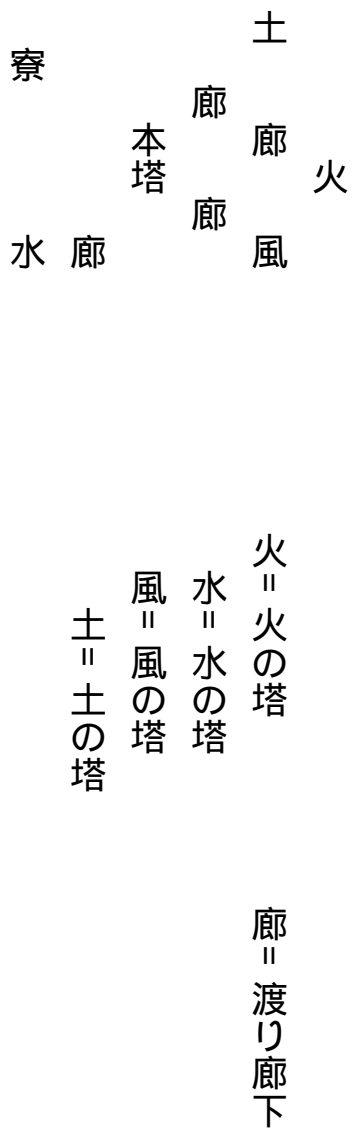 火
土　　廊　　風　　　　　　　火＝火の塔　　　　　廊＝渡り廊下
廊　　廊　　　　　　　　　水＝水の塔
本塔　　　　　　　　　　風＝風の塔
廊　　　　　　　　　土＝土の塔
寮　　　　水